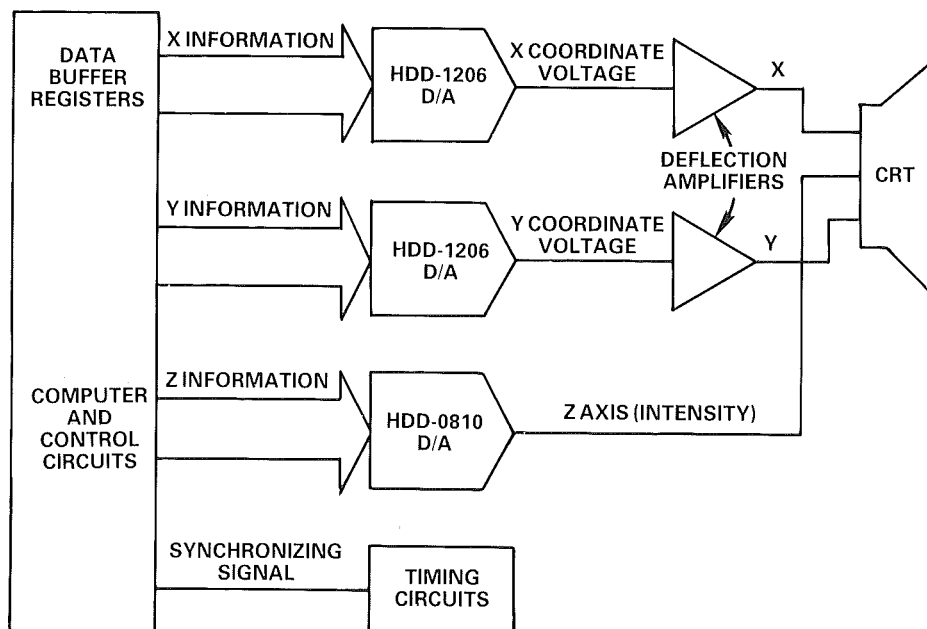 DATA
BUFFER
REGISTERS
X INFORMATION
HDD-1206
D/A
X COORDINATE
VOLTAGE
X
DEFLECTION
AMPLIFIERS
CRT
Y INFORMATION
HDD-1206
D/A
Y COORDINATE
VOLTAGE
Y
COMPUTER
AND
CONTROL
CIRCUITS
Z INFORMATION
HDD-0810
D/A
Z AXIS (INTENSITY)
SYNCHRONIZING
SIGNAL
TIMING
CIRCUITS